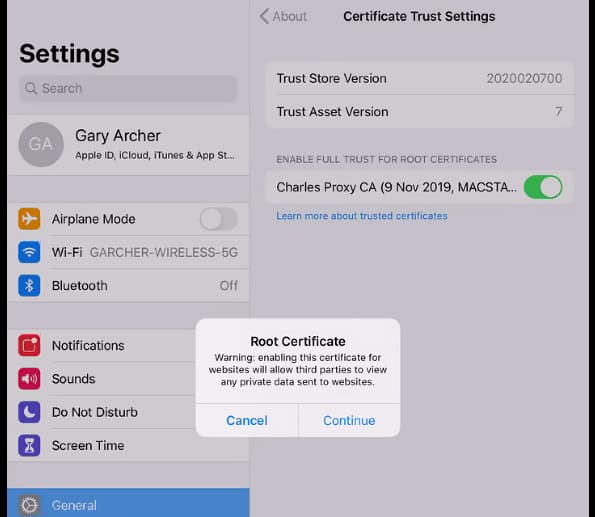 Settings
Search
GA
Gary Archer
Apple ID, iCloud, iTunes & App St...
Airplane Mode
Wi-Fi GARCHER-WIRELESS-5G
Bluetooth Off
Notifications
Sounds
Do Not Disturb
Screen Time
General
About
Certificate Trust Settings
Trust Store Version 2020020700
Trust Asset Version 7
ENABLE FULL TRUST FOR ROOT CERTIFICATES
Charles Proxy CA (9 Nov 2019, MACSTA...
Learn more about trusted certificates
Root Certificate
Warning: enabling this certificate for
websites will allow third parties to view
any private data sent to websites.
Cancel Continue